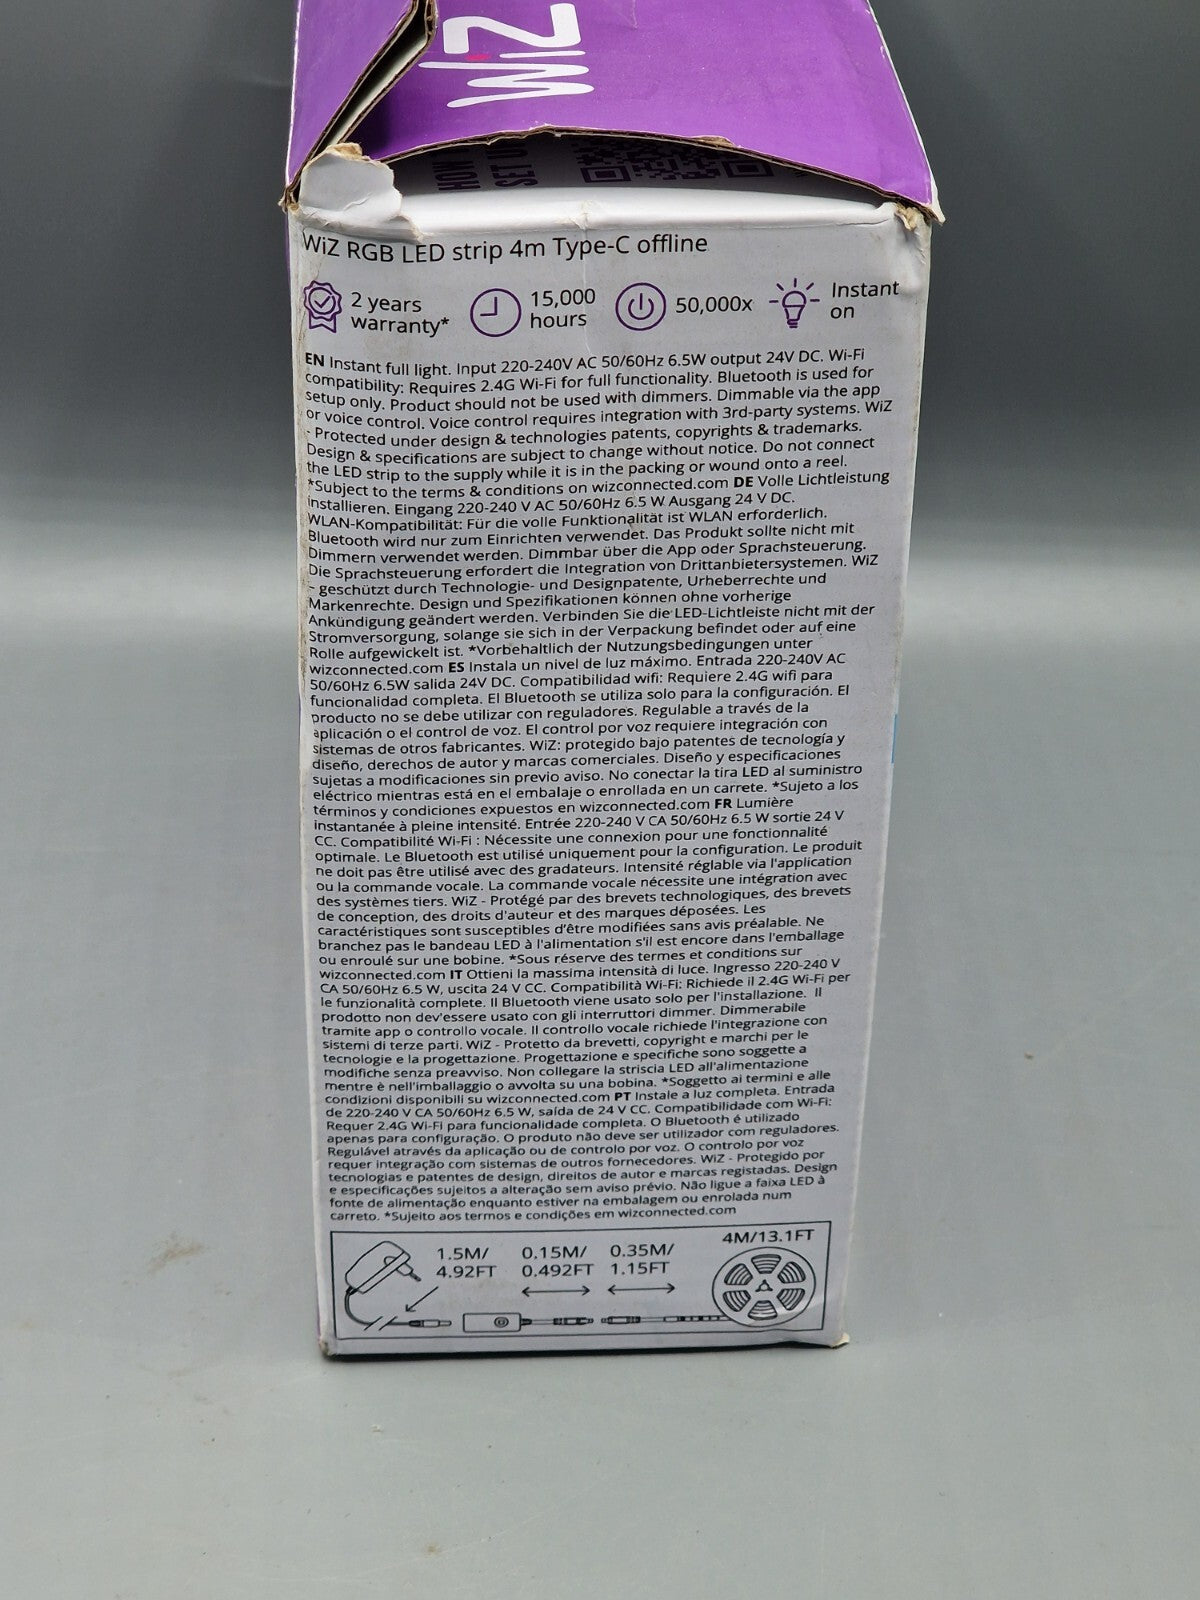 WiZ
HOW
SET U
WiZ RGB LED strip 4m Type-C offline
2 years
warranty*
15,000
hours
50,000x
Instant
on
EN Instant full light. Input 220-240V AC 50/60Hz 6.5W output 24V DC. Wi-Fi
compatibility: Requires 2.4G Wi-Fi for full functionality. Bluetooth is used for
setup only. Product should not be used with dimmers. Dimmable via the app
or voice control. Voice control requires integration with 3rd-party systems. WiZ
- Protected under design & technologies patents, copyrights & trademarks.
Design & specifications are subject to change without notice. Do not connect
the LED strip to the supply while it is in the packing or wound onto a reel.
*Subject to the terms & conditions on wizconnected.com DE Volle Lichtleistung
installieren. Eingang 220-240 V AC 50/60Hz 6.5 W Ausgang 24 V DC.
WLAN-Kompatibilität: Für die volle Funktionalität ist WLAN erforderlich.
Bluetooth wird nur zum Einrichten verwendet. Das Produkt sollte nicht mit
Dimmern verwendet werden. Dimmbar über die App oder Sprachsteuerung.
Die Sprachsteuerung erfordert die Integration von Drittanbietersystemen. WiZ
- geschützt durch Technologie- und Designpatente, Urheberrechte und
Markenrechte. Design und Spezifikationen können ohne vorherige
Ankündigung geändert werden. Verbinden Sie die LED-Lichtleiste nicht mit der
Stromversorgung, solange sie sich in der Verpackung befindet oder auf eine
Rolle aufgewickelt ist. *Vorbehaltlich der Nutzungsbedingungen unter
wizconnected.com ES Instala un nivel de luz máximo. Entrada 220-240V AC
50/60Hz 6.5W salida 24V DC. Compatibilidad wifi: Requiere 2.4G wifi para
funcionalidad completa. El Bluetooth se utiliza solo para la configuración. El
producto no se debe utilizar con reguladores. Regulable a través de la
aplicación o el control de voz. El control por voz requiere integración con
sistemas de otros fabricantes. WiZ: protegido bajo patentes de tecnología y
diseño, derechos de autor y marcas comerciales. Diseño y especificaciones
sujetas a modificaciones sin previo aviso. No conectar la tira LED al suministro
eléctrico mientras está en el embalaje o enrollada en un carrete. *Sujeto a los
términos y condiciones expuestos en wizconnected.com FR Lumière
instantanée à pleine intensité. Entrée 220-240 V CA 50/60Hz 6.5 W sortie 24 V
CC. Compatibilité Wi-Fi : Nécessite une connexion pour une fonctionnalité
optimale. Le Bluetooth est utilisé uniquement pour la configuration. Le produit
ne doit pas être utilisé avec des gradateurs. Intensité réglable via l'application
ou la commande vocale. La commande vocale nécessite une intégration avec
des systèmes tiers. WiZ - Protégé par des brevets technologiques, des brevets
de conception, des droits d'auteur et des marques déposées. Les
caractéristiques sont susceptibles d'être modifiées sans avis préalable. Ne
branchez pas le bandeau LED à l'alimentation s'il est encore dans l'emballage
ou enroulé sur une bobine. *Sous réserve des termes et conditions sur
wizconnected.com IT Ottieni la massima intensità di luce. Ingresso 220-240 V
CA 50/60Hz 6.5 W, uscita 24 V CC. Compatibilità Wi-Fi: Richiede il 2.4G Wi-Fi per
le funzionalità complete. Il Bluetooth viene usato solo per l'installazione. Il
prodotto non dev'essere usato con gli interruttori dimmer. Dimmerabile
tramite app o controllo vocale. Il controllo vocale richiede l'integrazione con
sistemi di terze parti. WiZ - Protetto da brevetti, copyright e marchi per le
tecnologie e la progettazione. Progettazione e specifiche sono soggette a
modifiche senza preavviso. Non collegare la striscia LED all'alimentazione
mentre è nell'imballaggio o avvolta su una bobina. *Soggetto ai termini e alle
condizioni disponibili su wizconnected.com PT Instale a luz completa. Entrada
de 220-240 V CA 50/60Hz 6.5 W, saída de 24 V CC. Compatibilidade com Wi-Fi:
Requer 2.4G Wi-Fi para funcionalidade completa. O Bluetooth é utilizado
apenas para configuração. O produto não deve ser utilizador com reguladores.
Regulável através da aplicação ou de controlo por voz. O controlo por voz
requer integração com sistemas de outros fornecedores. WiZ - Protegido por
tecnologias e patentes de design, direitos de autor e marcas registadas. Design
e especificações sujeitos a alteração sem aviso prévio. Não ligue a faixa LED à
fonte de alimentação enquanto estiver na embalagem ou enrolada num
carreto. *Sujeito aos termos e condições em wizconnected.com
1.5M/
4.92FT
0.15M/
0.492FT
0.35M/
1.15FT
4M/13.1FT